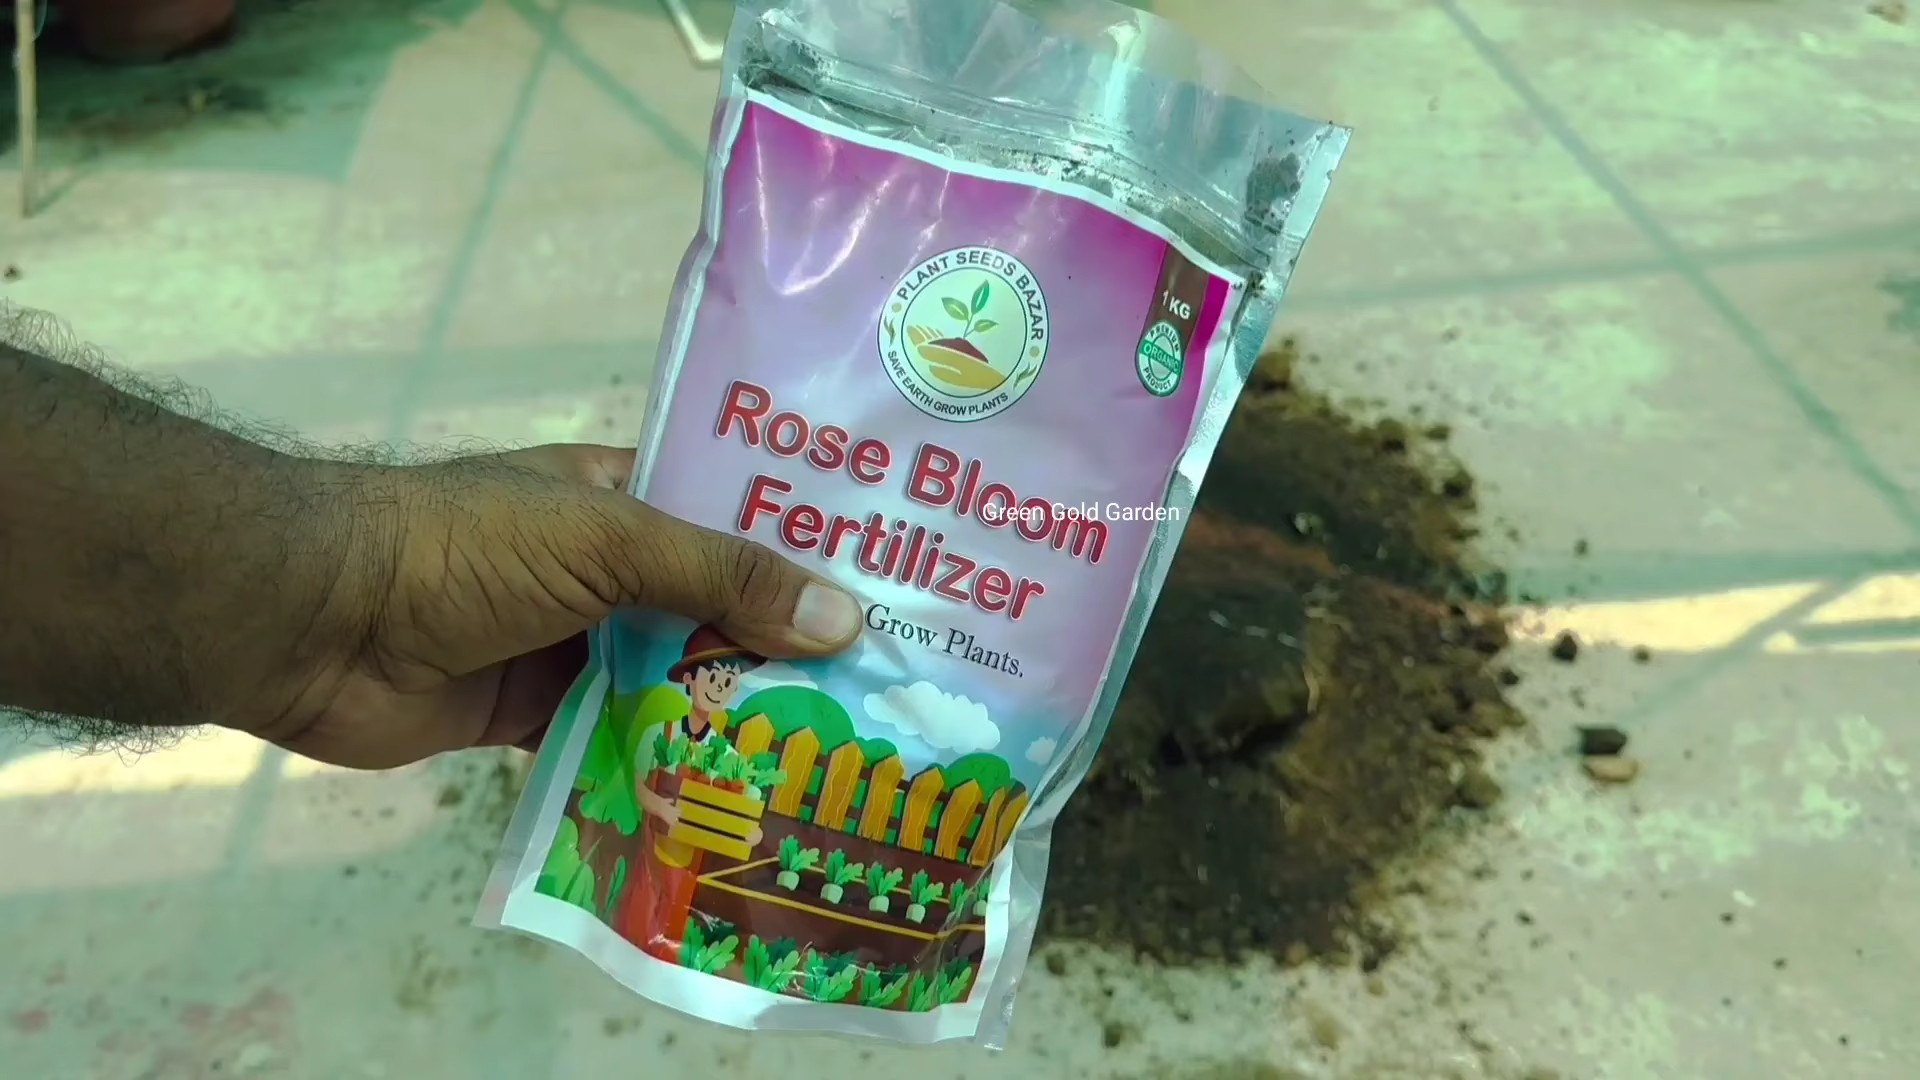 PLANT SEEDS BAZAR
SAVE EARTH GROW PLANTS
1 KG
PREMIUM
ORGANIC
PRODUCT
Rose Bloom
Fertilizer
Green Gold Garden
Grow Plants.